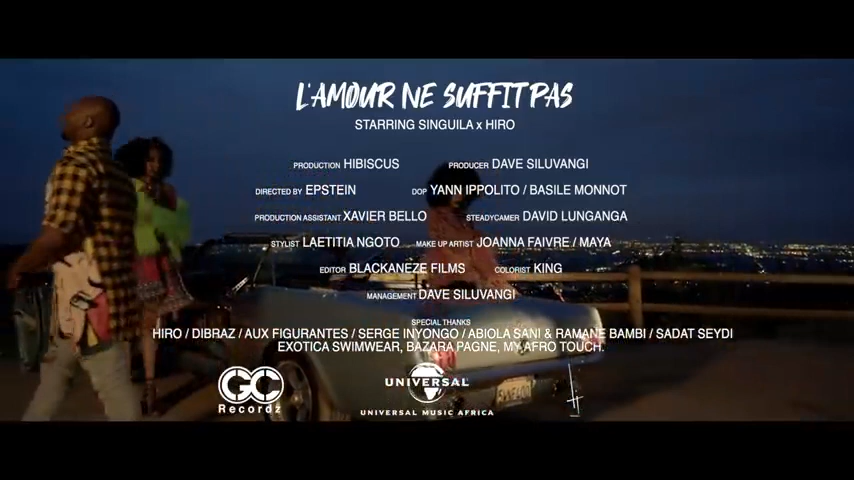 L'AMOUR NE SUFFIT PAS
STARRING SINGUILA x HIRO
PRODUCTION HIBISCUS PRODUCER DAVE SILUVANGI
DIRECTED BY EPSTEIN DOP YANN IPPOLITO / BASILE MONNOT
PRODUCTION ASSISTANT XAVIER BELLO STEADYCAMER DAVID LUNGANGA
STYLIST LAETITIA NGOTO MAKE UP ARTIST JOANNA FAIVRE / MAYA
EDITOR BLACKANEZE FILMS COLORIST KING
MANAGEMENT DAVE SILUVANGI
SPECIAL THANKS
HIRO / DIBRAZ / AUX FIGURANTES / SERGE INYONGO / ABIOLA SANI & RAMANE BAMBI / SADAT SEYDI
EXOTICA SWIMWEAR, BAZARA PAGNE, MY AFRO TOUCH.
GC
Recordz
UNIVERSAL
UNIVERSAL MUSIC AFRICA